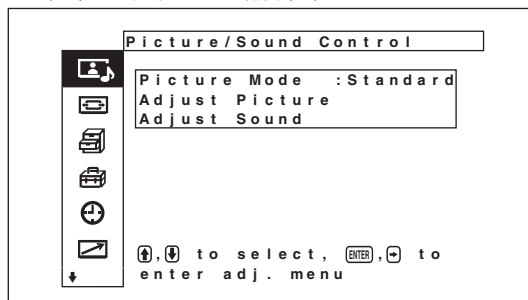 Picture/Sound Control
Picture Mode :Standard
Adjust Picture
Adjust Sound
↑,↓ to select, ENTER,→ to
enter adj. menu